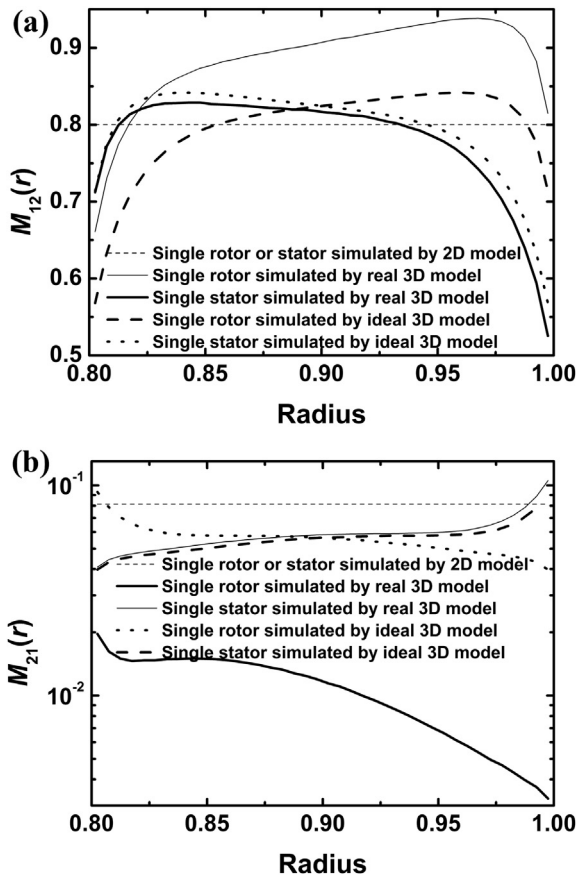 (a)
0.9
0.8
0.7
0.6
0.5
M12(r)
Single rotor or stator simulated by 2D model
Single rotor simulated by real 3D model
Single stator simulated by real 3D model
Single rotor simulated by ideal 3D model
Single stator simulated by ideal 3D model
0.80 0.85 0.90 0.95 1.00
Radius
(b)
10-1
10-2
M21(r)
Single rotor or stator simulated by 2D model
Single rotor simulated by real 3D model
Single stator simulated by real 3D model
Single rotor simulated by ideal 3D model
Single stator simulated by ideal 3D model
0.80 0.85 0.90 0.95 1.00
Radius